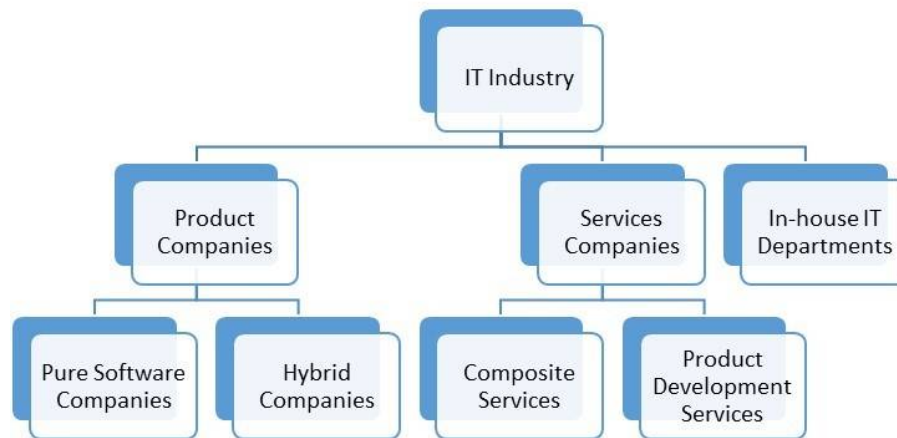 IT Industry
Product
Companies
Services
Companies
In-house IT
Departments
Pure Software
Companies
Hybrid
Companies
Composite
Services
Product
Development
Services